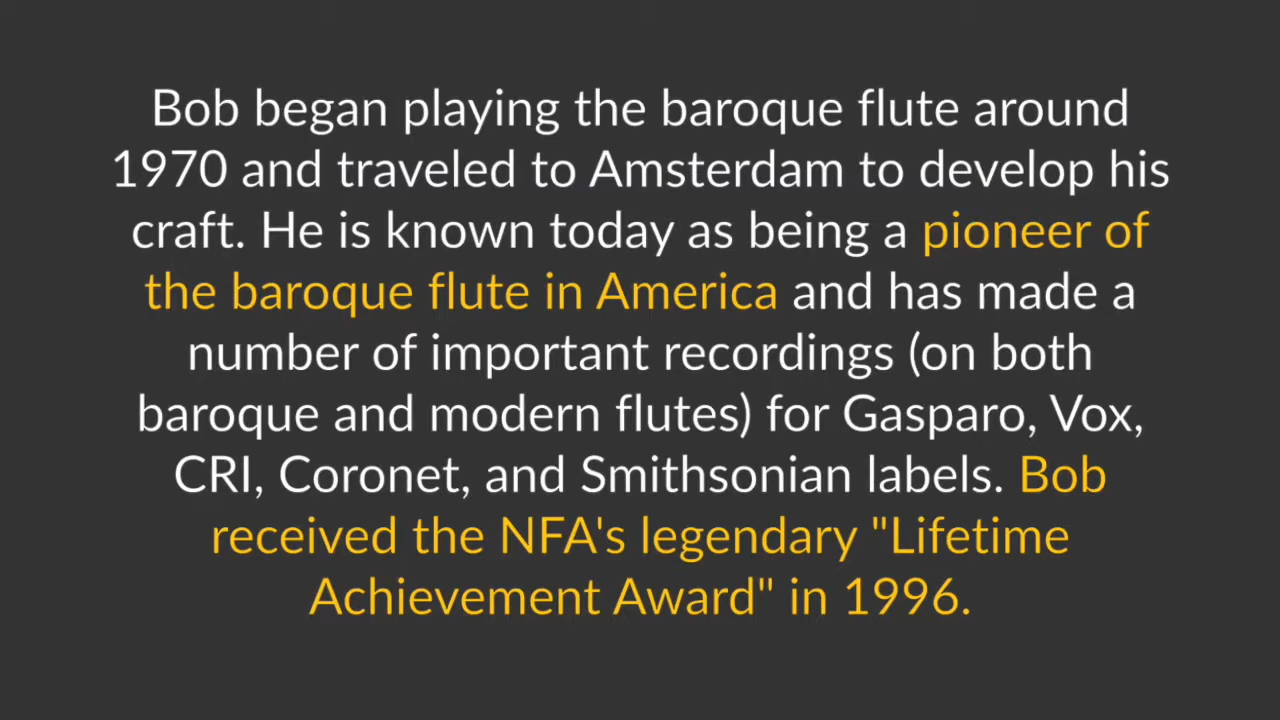 Bob began playing the baroque flute around
1970 and traveled to Amsterdam to develop his
craft. He is known today as being a pioneer of
the baroque flute in America and has made a
number of important recordings (on both
baroque and modern flutes) for Gasparo, Vox,
CRI, Coronet, and Smithsonian labels. Bob
received the NFA's legendary "Lifetime
Achievement Award" in 1996.